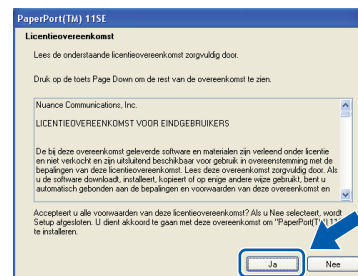 PaperPort(TM) 11SE
Licentieovereenkomst
Lees de onderstaande licentieovereenkomst zorgvuldig door.
Druk op de toets Page Down om de rest van de overeenkomst te zien.
Nuance Communications, Inc.
LICENTIEOVEREENKOMST VOOR EINDGEBRUIKERS
De bij deze overeenkomst geleverde software en materialen zijn verleend onder licentie
en niet verkocht en zijn uitsluitend beschikbaar voor gebruik in overeenstemming met de
bepalingen van deze licentieovereenkomst. Lees deze overeenkomst zorgvuldig door. Als
u de software downloadt, installeert, kopieert of op enige andere wijze gebruikt, bent u
automatisch gebonden aan de bepalingen en voorwaarden van deze overeenkomst en
Accepteert u alle voorwaarden van deze licentieovereenkomst? Als u Nee selecteert, wordt
Setup afgesloten. U dient akkoord te gaan met deze overeenkomst om "PaperPort(TM) 11
te installeren.
Ja
Nee